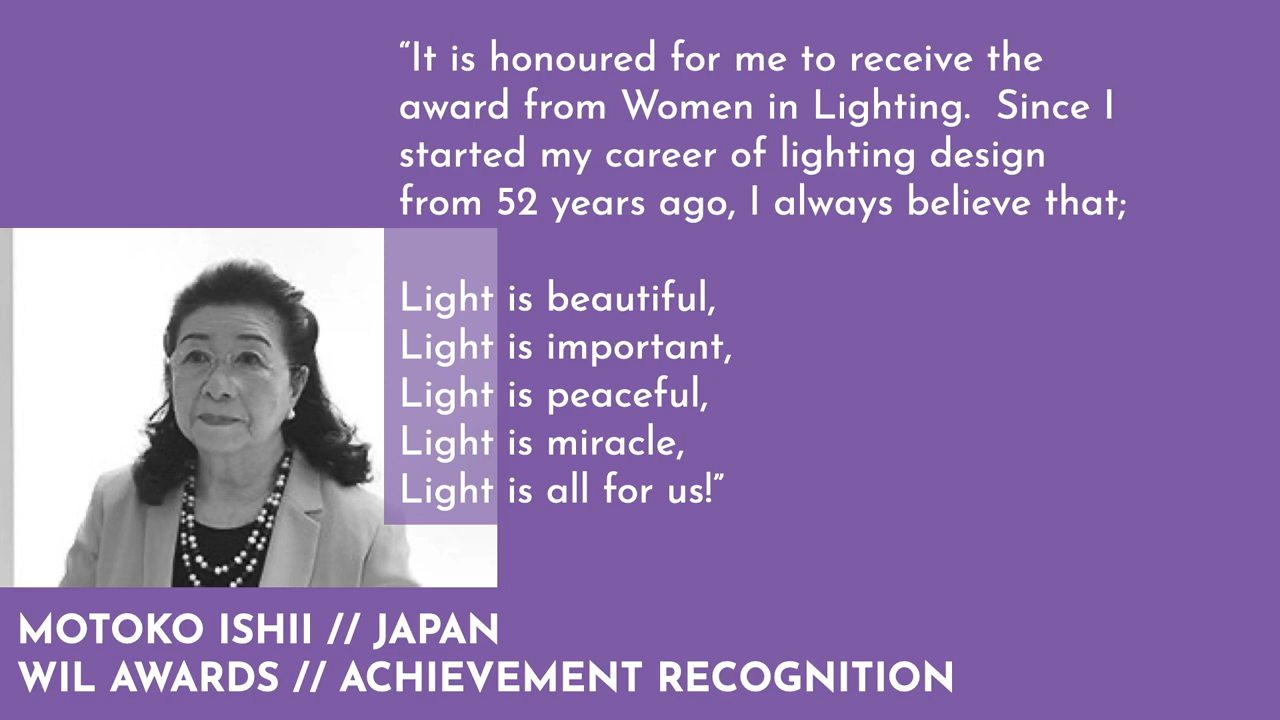 “It is honoured for me to receive the
award from Women in Lighting.  Since I
started my career of lighting design
from 52 years ago, I always believe that;
Light is beautiful,
Light is important,
Light is peaceful,
Light is miracle,
Light is all for us!”
MOTOKO ISHII // JAPAN
WIL AWARDS // ACHIEVEMENT RECOGNITION